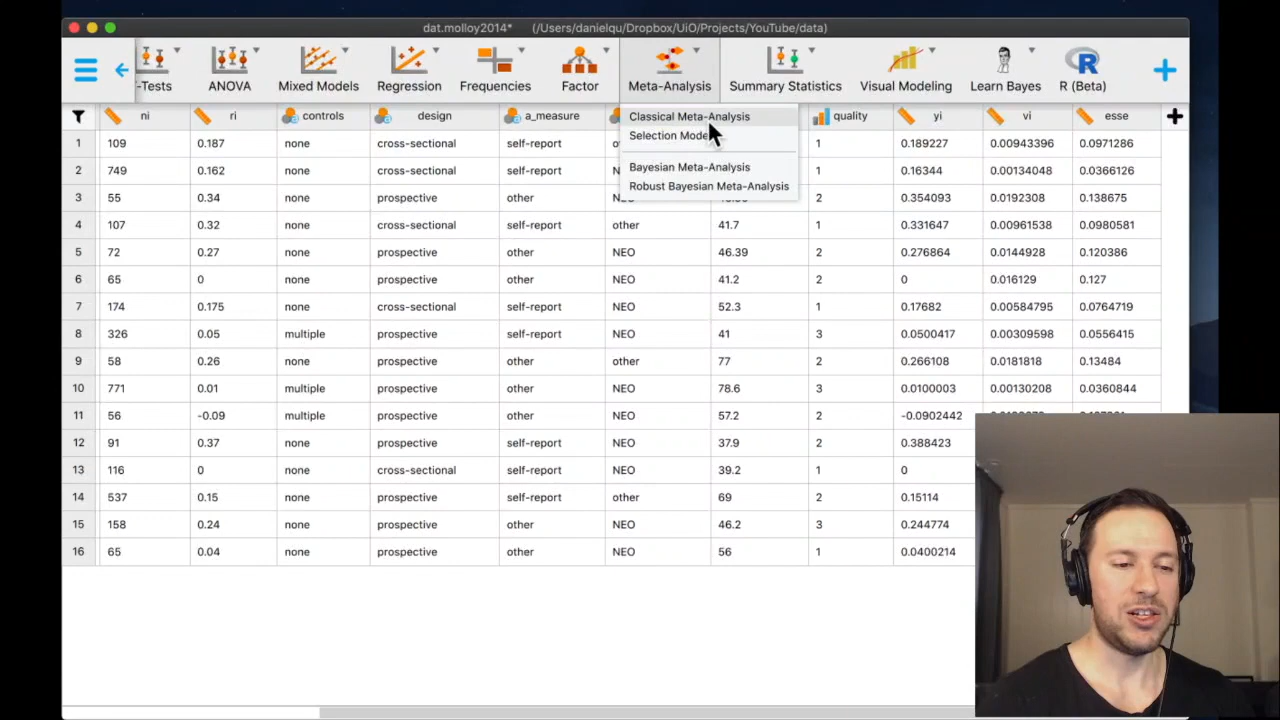 dat.molloy2014* (/Users/danielqu/Dropbox/UiO/Projects/YouTube/data)
-Tests ANOVA Mixed Models Regression Frequencies Factor Meta-Analysis Summary Statistics Visual Modeling Learn Bayes R (Beta)
ni ri controls design a_measure quality yi vi esse
Classical Meta-Analysis
Selection Mode
Bayesian Meta-Analysis
Robust Bayesian Meta-Analysis
1 109 0.187 none cross-sectional self-report 1 0.189227 0.00943396 0.0971286
2 749 0.162 none cross-sectional self-report 1 0.16344 0.00134048 0.0366126
3 55 0.34 none prospective other 2 0.354093 0.0192308 0.138675
4 107 0.32 none cross-sectional self-report other 41.7 1 0.331647 0.00961538 0.0980581
5 72 0.27 none prospective other NEO 46.39 2 0.276864 0.0144928 0.120386
6 65 0 none prospective other NEO 41.2 2 0 0.016129 0.127
7 174 0.175 none cross-sectional self-report NEO 52.3 1 0.17682 0.00584795 0.0764719
8 326 0.05 multiple prospective self-report NEO 41 3 0.0500417 0.00309598 0.0556415
9 58 0.26 none prospective other other 77 2 0.266108 0.0181818 0.13484
10 771 0.01 multiple prospective other NEO 78.6 3 0.0100003 0.00130208 0.0360844
11 56 -0.09 multiple prospective other NEO 57.2 2 -0.0902442
12 91 0.37 none prospective self-report NEO 37.9 2 0.388423
13 116 0 none cross-sectional self-report NEO 39.2 1 0
14 537 0.15 none prospective self-report other 69 2 0.15114
15 158 0.24 none prospective other NEO 46.2 3 0.244774
16 65 0.04 none prospective other NEO 56 1 0.0400214